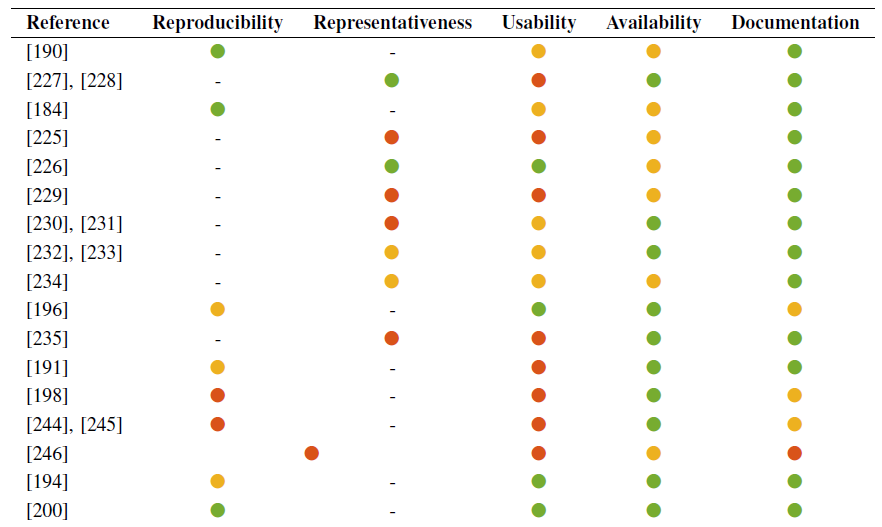 Reference Reproducibility Representativeness Usability Availability Documentation
[190] -
[227], [228] -
[184] -
[225] -
[226] -
[229] -
[230], [231] -
[232], [233] -
[234] -
[196] -
[235] -
[191] -
[198] -
[244], [245] -
[246]
[194] -
[200] -